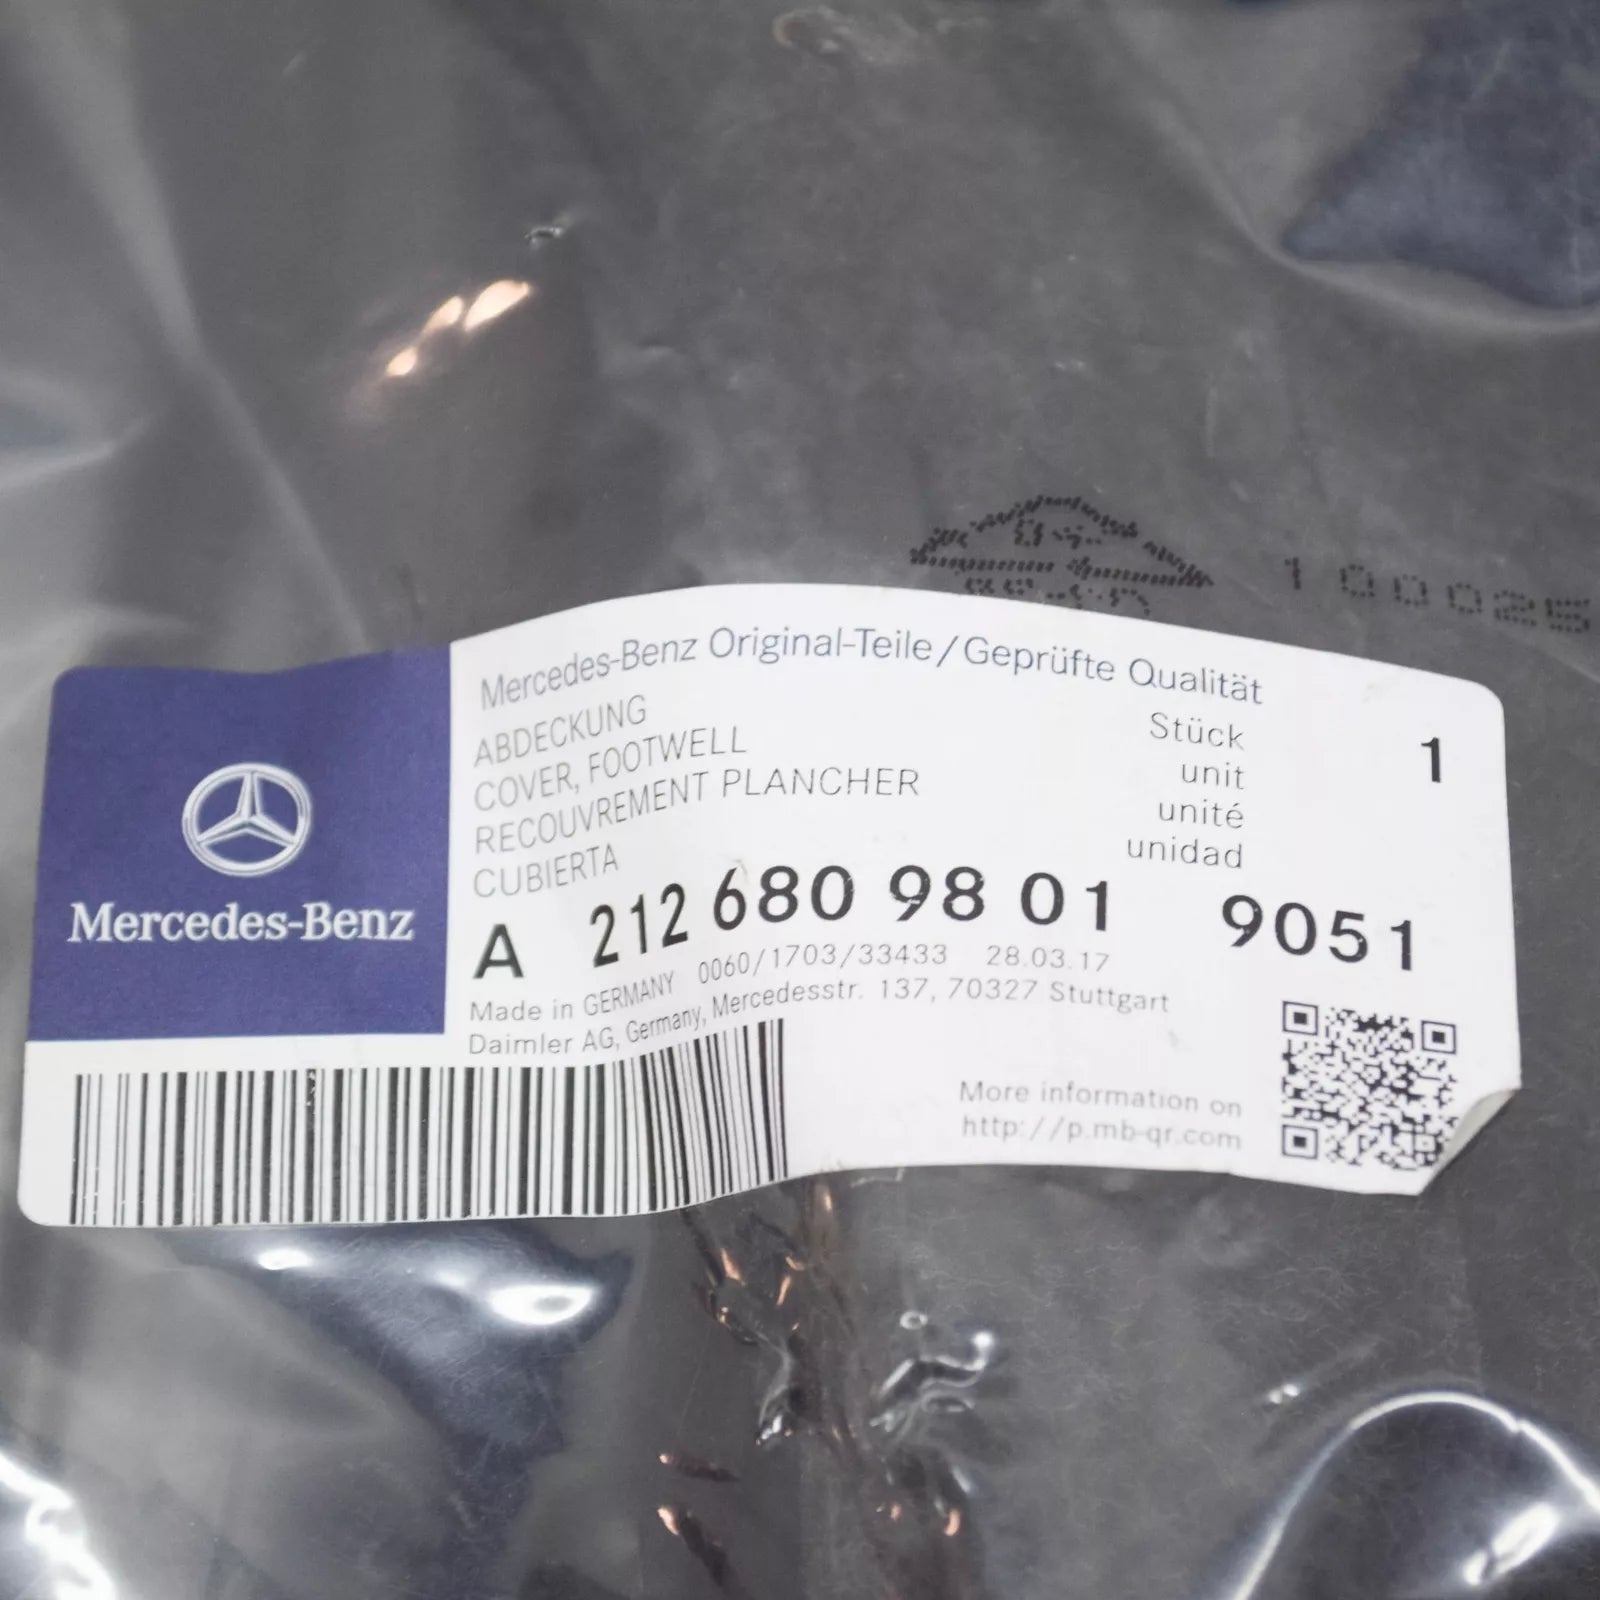 100025
Mercedes-Benz Original-Teile/Geprüfte Qualität
ABDECKUNG
COVER, FOOTWELL
RECOUVREMENT PLANCHER
CUBIERTA
Stück
unit
unité
unidad
1
A 212 680 98 01 9051
Made in GERMANY 0060/1703/33433 28.03.17
Daimler AG, Germany, Mercedesstr. 137, 70327 Stuttgart
Mercedes-Benz
More information on
http://p.mb-qr.com